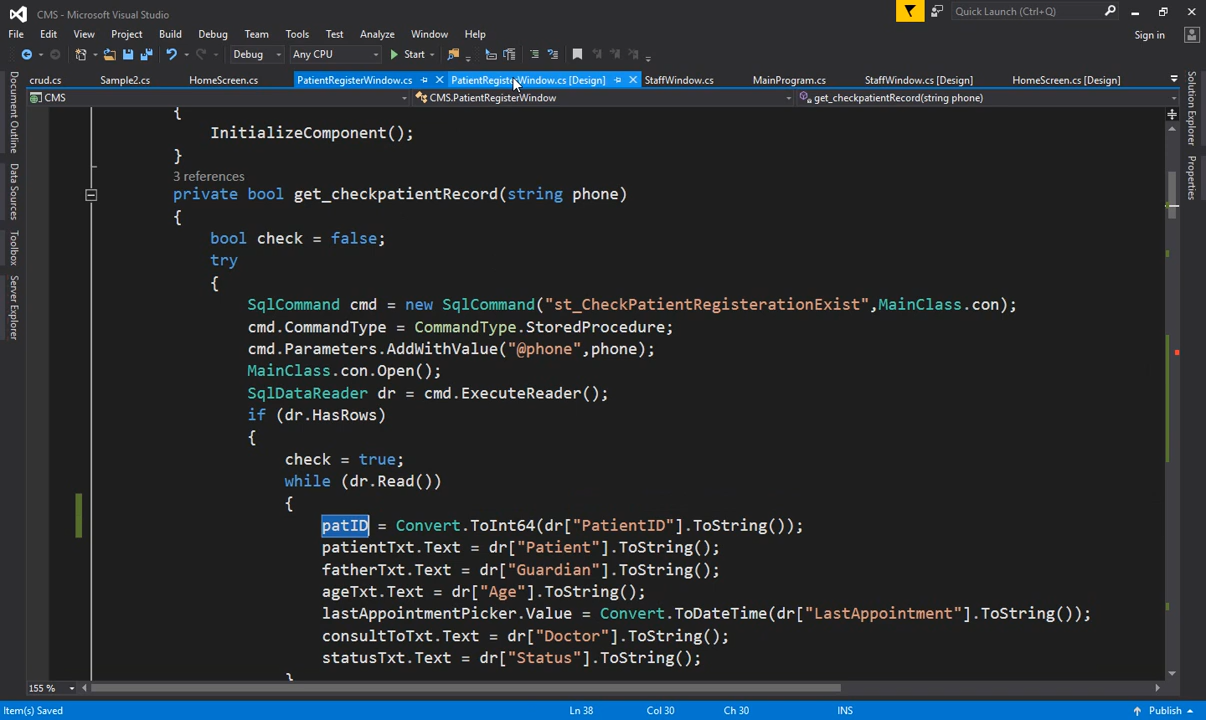 CMS - Microsoft Visual Studio
Quick Launch (Ctrl+Q)
File Edit View Project Build Debug Team Tools Test Analyze Window Help
Sign in
Debug Any CPU Start
crud.cs Sample2.cs HomeScreen.cs PatientRegisterWindow.cs PatientRegisterWindow.cs [Design] StaffWindow.cs MainProgram.cs StaffWindow.cs [Design] HomeScreen.cs [Design]
CMS CMS.PatientRegisterWindow get_checkpatientRecord(string phone)
Document Outline
Data Sources
Toolbox
Server Explorer
Solution Explorer
Properties
{
InitializeComponent();
}
3 references
private bool get_checkpatientRecord(string phone)
{
bool check = false;
try
{
SqlCommand cmd = new SqlCommand("st_CheckPatientRegisterationExist",MainClass.con);
cmd.CommandType = CommandType.StoredProcedure;
cmd.Parameters.AddWithValue("@phone",phone);
MainClass.con.Open();
SqlDataReader dr = cmd.ExecuteReader();
if (dr.HasRows)
{
check = true;
while (dr.Read())
{
patID = Convert.ToInt64(dr["PatientID"].ToString());
patientTxt.Text = dr["Patient"].ToString();
fatherTxt.Text = dr["Guardian"].ToString();
ageTxt.Text = dr["Age"].ToString();
lastAppointmentPicker.Value = Convert.ToDateTime(dr["LastAppointment"].ToString());
consultToTxt.Text = dr["Doctor"].ToString();
statusTxt.Text = dr["Status"].ToString();
}
155 %
Item(s) Saved Ln 38 Col 30 Ch 30 INS Publish